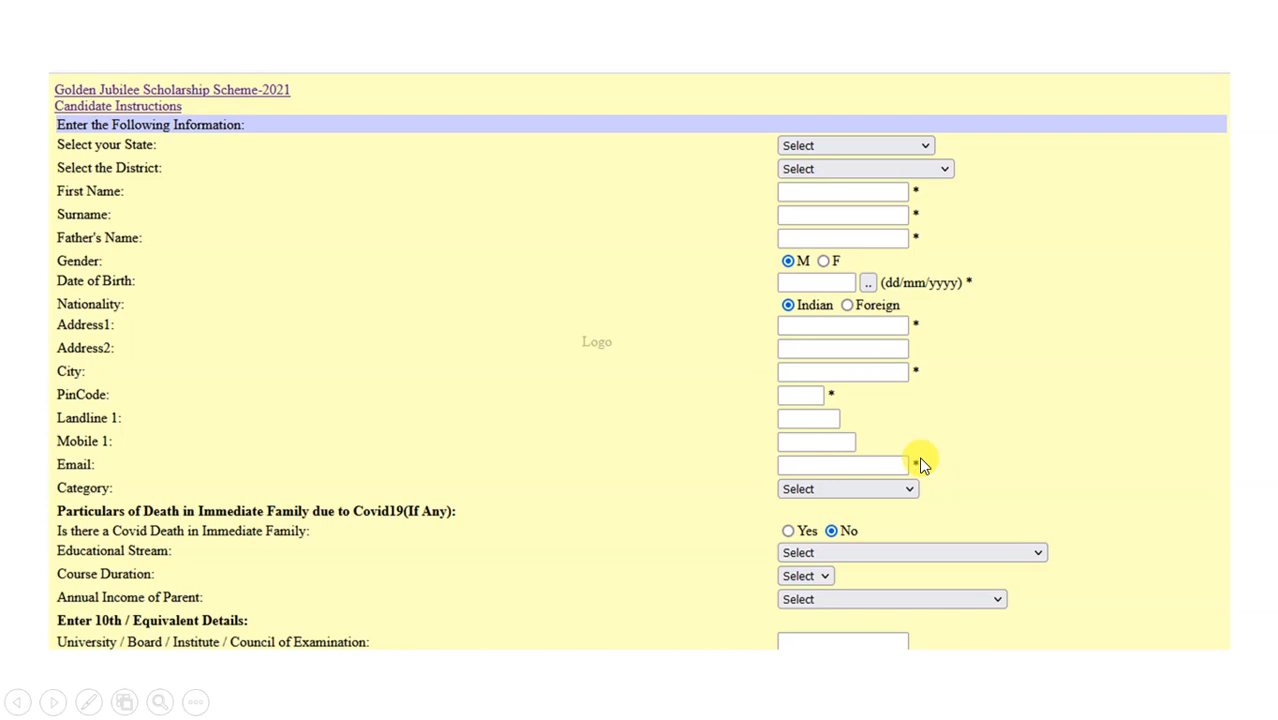 Golden Jubilee Scholarship Scheme-2021
Candidate Instructions
Enter the Following Information:
Select your State: Select
Select the District: Select
First Name: *
Surname: *
Father's Name: *
Gender: M F
Date of Birth: .. (dd/mm/yyyy) *
Nationality: Indian Foreign
Address1: *
Logo
Address2:
City: *
PinCode: *
Landline 1:
Mobile 1:
Email: *
Category: Select
Particulars of Death in Immediate Family due to Covid19(If Any):
Is there a Covid Death in Immediate Family: Yes No
Educational Stream: Select
Course Duration: Select
Annual Income of Parent: Select
Enter 10th / Equivalent Details:
University / Board / Institute / Council of Examination: